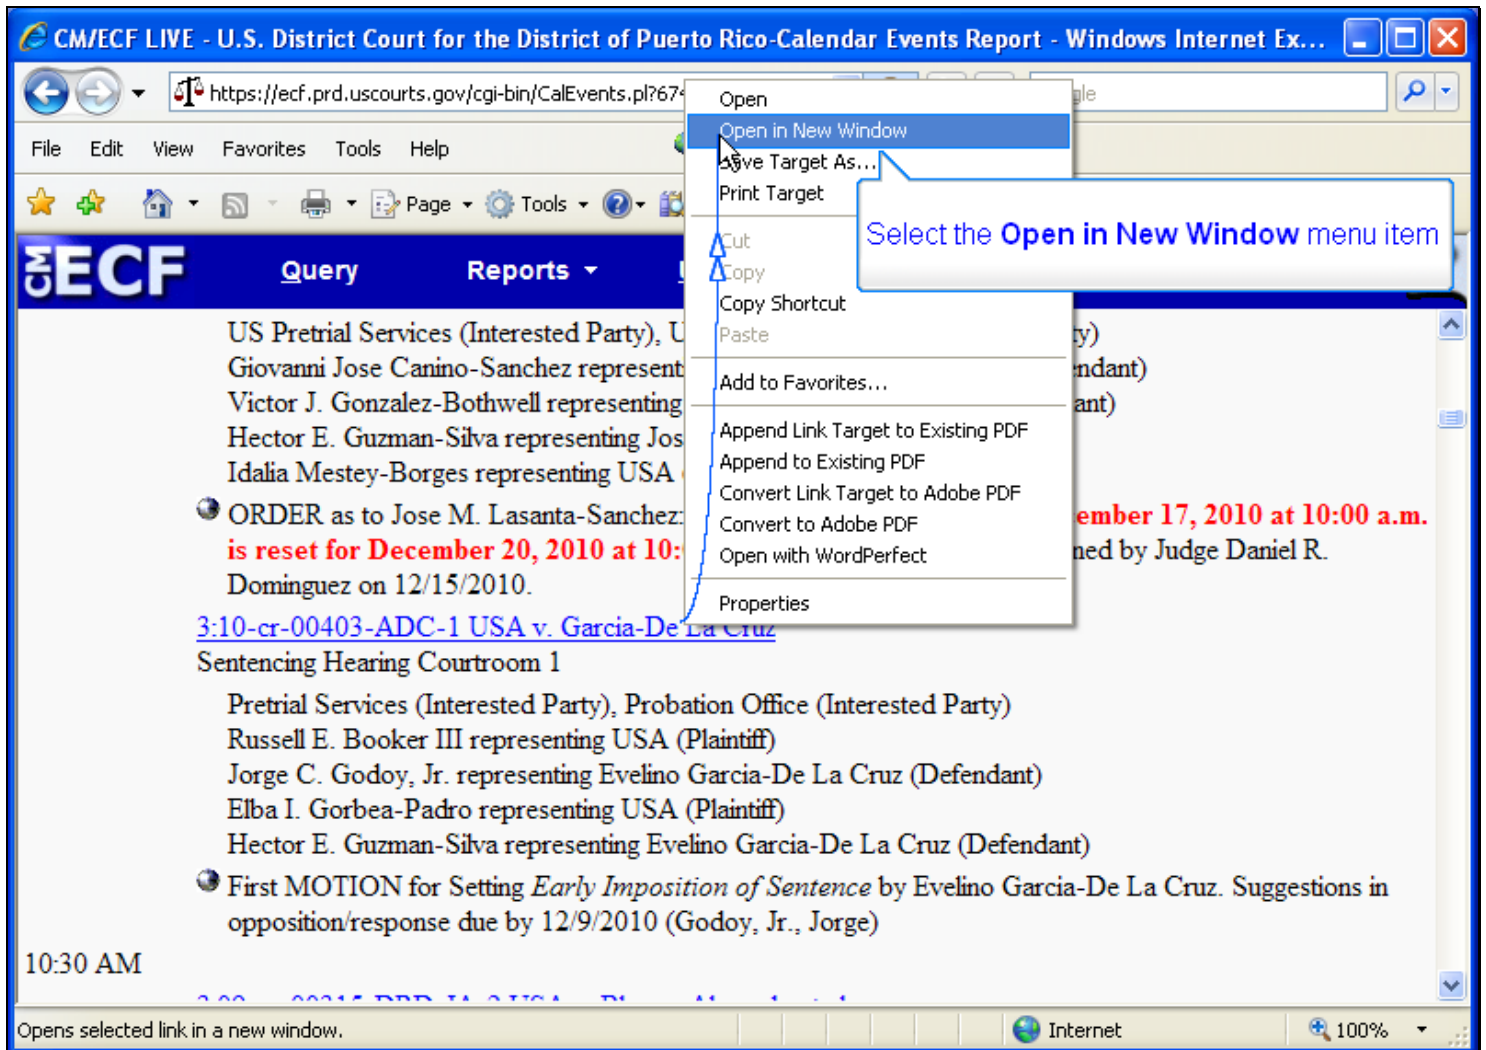 CM/ECF LIVE - U.S. District Court for the District of Puerto Rico-Calendar Events Report - Windows Internet Ex...
https://ecf.prd.uscourts.gov/cgi-bin/CalEvents.pl?674
File Edit View Favorites Tools Help
Page Tools
CM ECF Query Reports
Open
Open in New Window
Save Target As...
Print Target
Cut
Copy
Copy Shortcut
Paste
Add to Favorites...
Append Link Target to Existing PDF
Append to Existing PDF
Convert Link Target to Adobe PDF
Convert to Adobe PDF
Open with WordPerfect
Properties
Select the Open in New Window menu item
US Pretrial Services (Interested Party), U
Giovanni Jose Canino-Sanchez represent
Victor J. Gonzalez-Bothwell representing
Hector E. Guzman-Silva representing Jos
Idalia Mestey-Borges representing USA
ORDER as to Jose M. Lasanta-Sanchez: ember 17, 2010 at 10:00 a.m.
is reset for December 20, 2010 at 10: ned by Judge Daniel R.
Dominguez on 12/15/2010.
3:10-cr-00403-ADC-1 USA v. Garcia-De La Cruz
Sentencing Hearing Courtroom 1
Pretrial Services (Interested Party), Probation Office (Interested Party)
Russell E. Booker III representing USA (Plaintiff)
Jorge C. Godoy, Jr. representing Evelino Garcia-De La Cruz (Defendant)
Elba I. Gorbea-Padro representing USA (Plaintiff)
Hector E. Guzman-Silva representing Evelino Garcia-De La Cruz (Defendant)
First MOTION for Setting Early Imposition of Sentence by Evelino Garcia-De La Cruz. Suggestions in
opposition/response due by 12/9/2010 (Godoy, Jr., Jorge)
10:30 AM
Opens selected link in a new window. Internet 100%